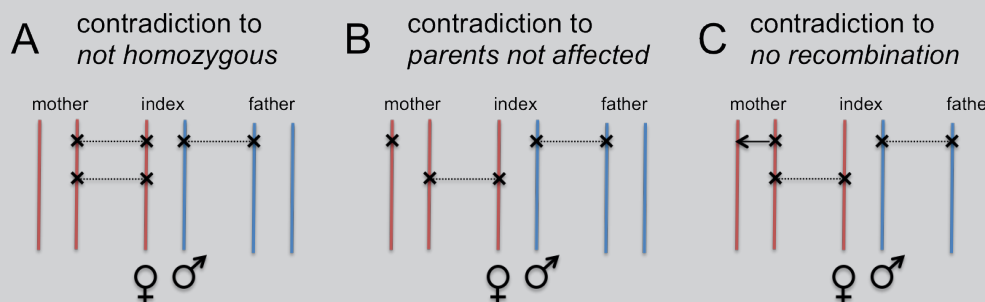 A
contradiction to
not homozygous
mother index father
B
contradiction to
parents not affected
mother index father
C
contradiction to
no recombination
mother index fathe